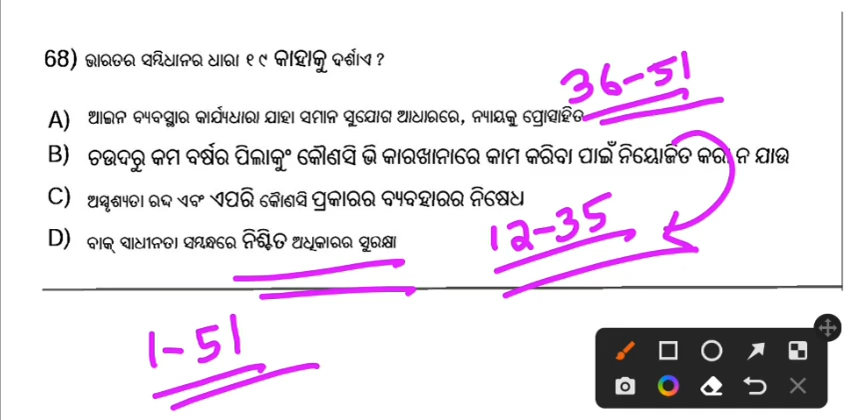 68) ଭାରତର ସମ୍ବିଧାନର ଧାରା ୧୯ କାହାକୁ ଦର୍ଶାଏ ?
36-51
A) ଆଇନ ବ୍ୟବସ୍ଥାର କାର୍ଯ୍ୟଧାରା ଯାହା ସମାନ ସୁଯୋଗ ଆଧାରରେ, ନ୍ୟାୟକୁ ପ୍ରୋତ୍ସାହିତ
B) ଚଉଦରୁ କମ ବର୍ଷର ପିଲାକୁଂ କୌଣସି ଭି କାରଖାନାରେ କାମ କରିବା ପାଇଁ ନିୟୋଜିତ କରା ନ ଯାଉ
C) ଅସ୍ପୃଶ୍ୟତା ରଦ୍ଦ ଏବଂ ଏପରି କୌଣସି ପ୍ରକାରର ବ୍ୟବହାରର ନିଷେଧ
D) ବାକ୍ ସ୍ୱାଧୀନତା ସମ୍ବନ୍ଧରେ ନିଶ୍ଚିତ ଅଧିକାରର ସୁରକ୍ଷା
12-35
1-51